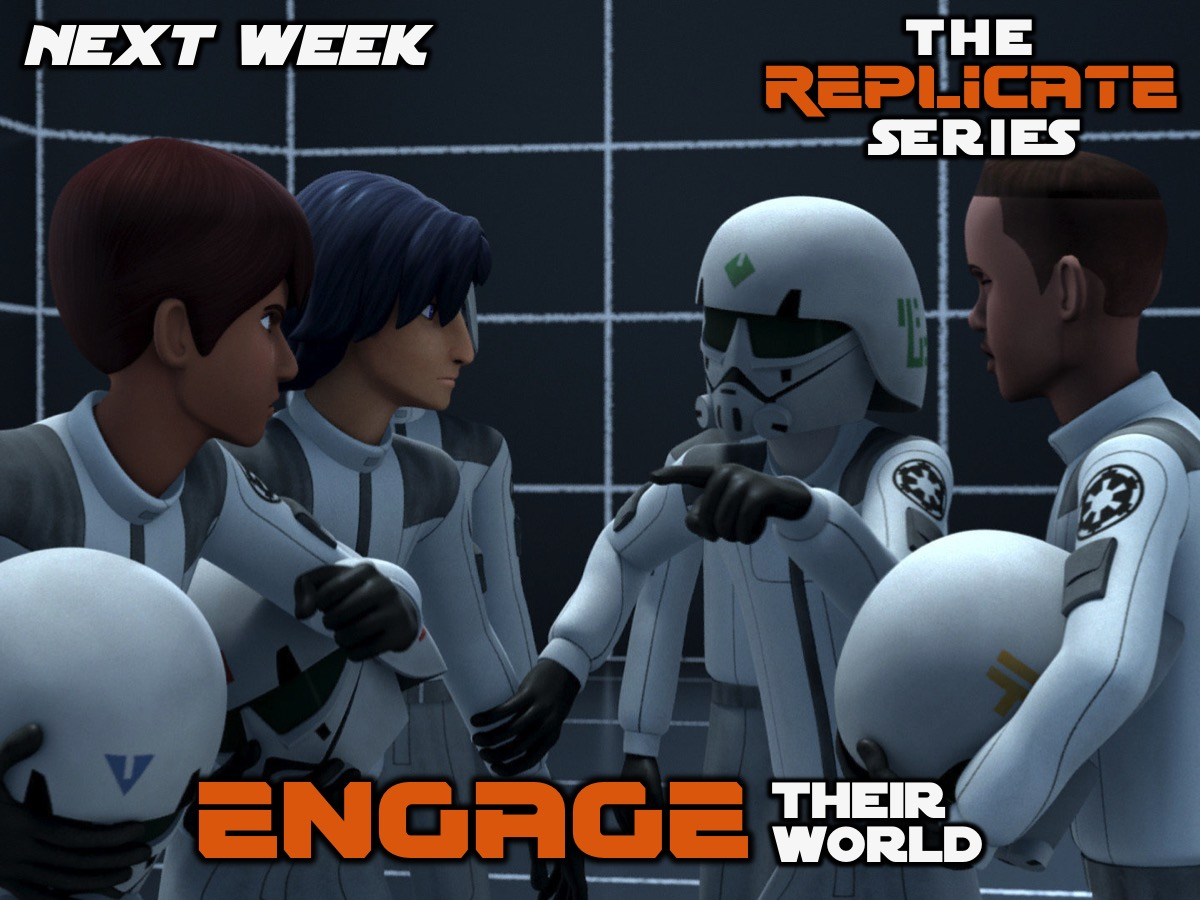 NEXT WEEK
THE
REPLICATE
SERIES
ENGAGE THEIR
WORLD